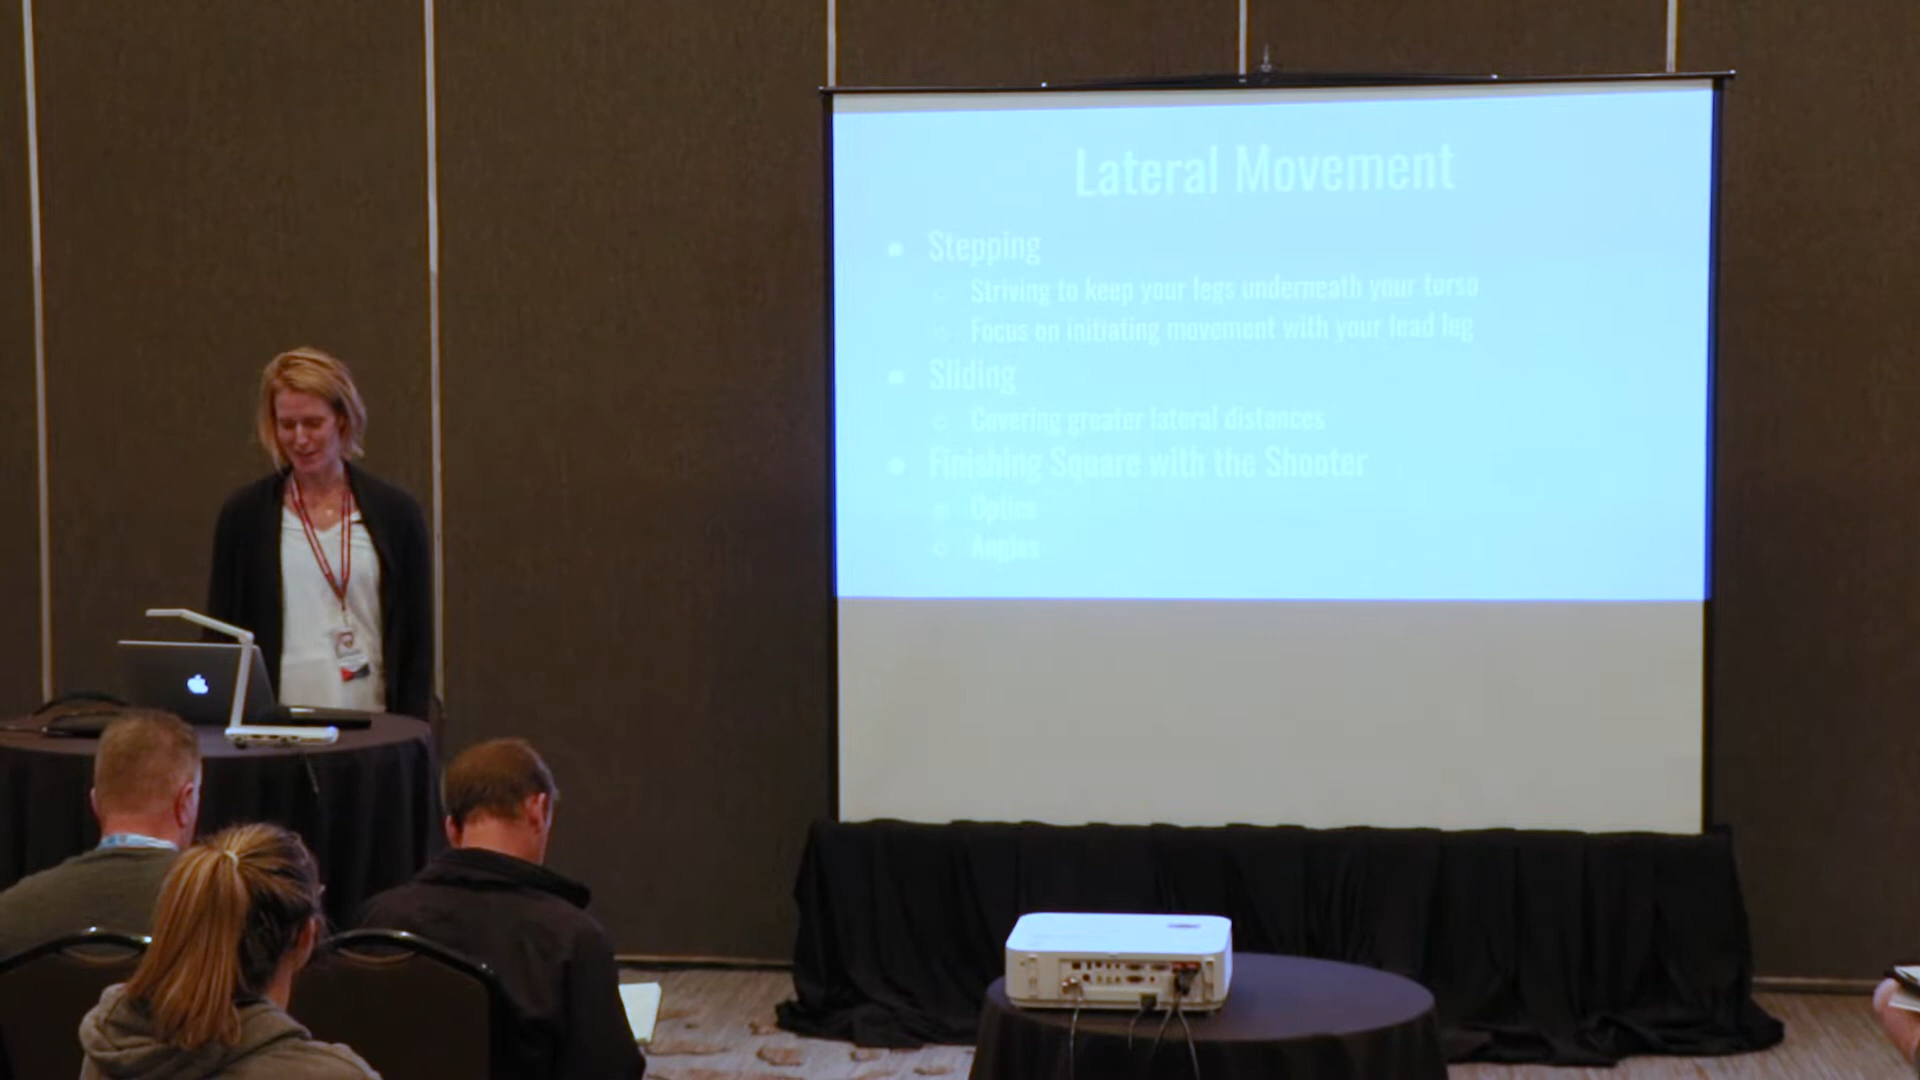 Lateral Movement
Stepping
Striving to keep your legs underneath your torso
Focus on initiating movement with your lead leg
Sliding
Covering greater lateral distances
Finishing Square with the Shooter
Optics
Angles